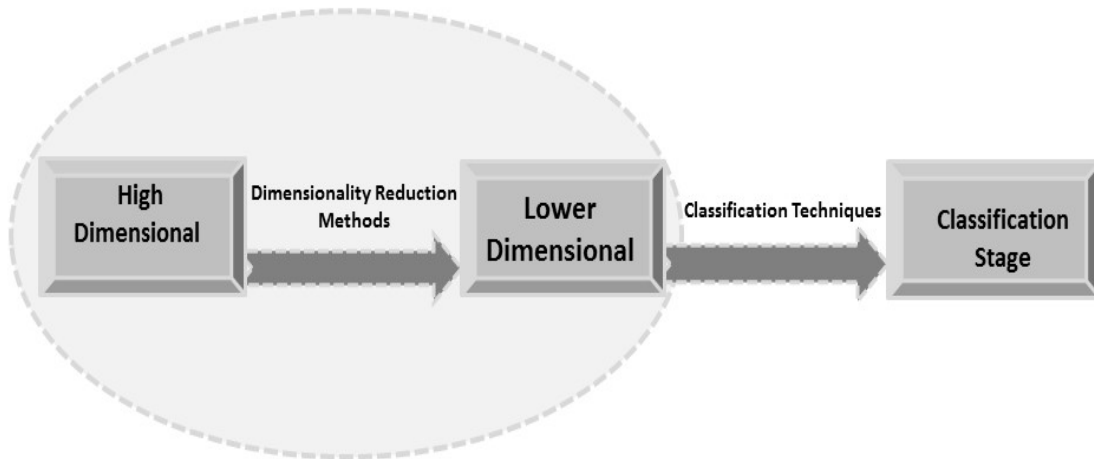 High
Dimensional
Dimensionality Reduction
Methods
Lower
Dimensional
Classification Techniques
Classification
Stage